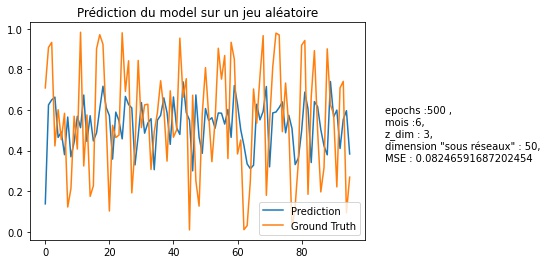 Prédiction du model sur un jeu aléatoire
1.0
0.8
0.6
0.4
0.2
0.0
0
20
40
60
80
Prediction
Ground Truth
epochs :500 ,
mois :6,
z_dim : 3,
dimension "sous réseaux" : 50,
MSE : 0.08246591687202454